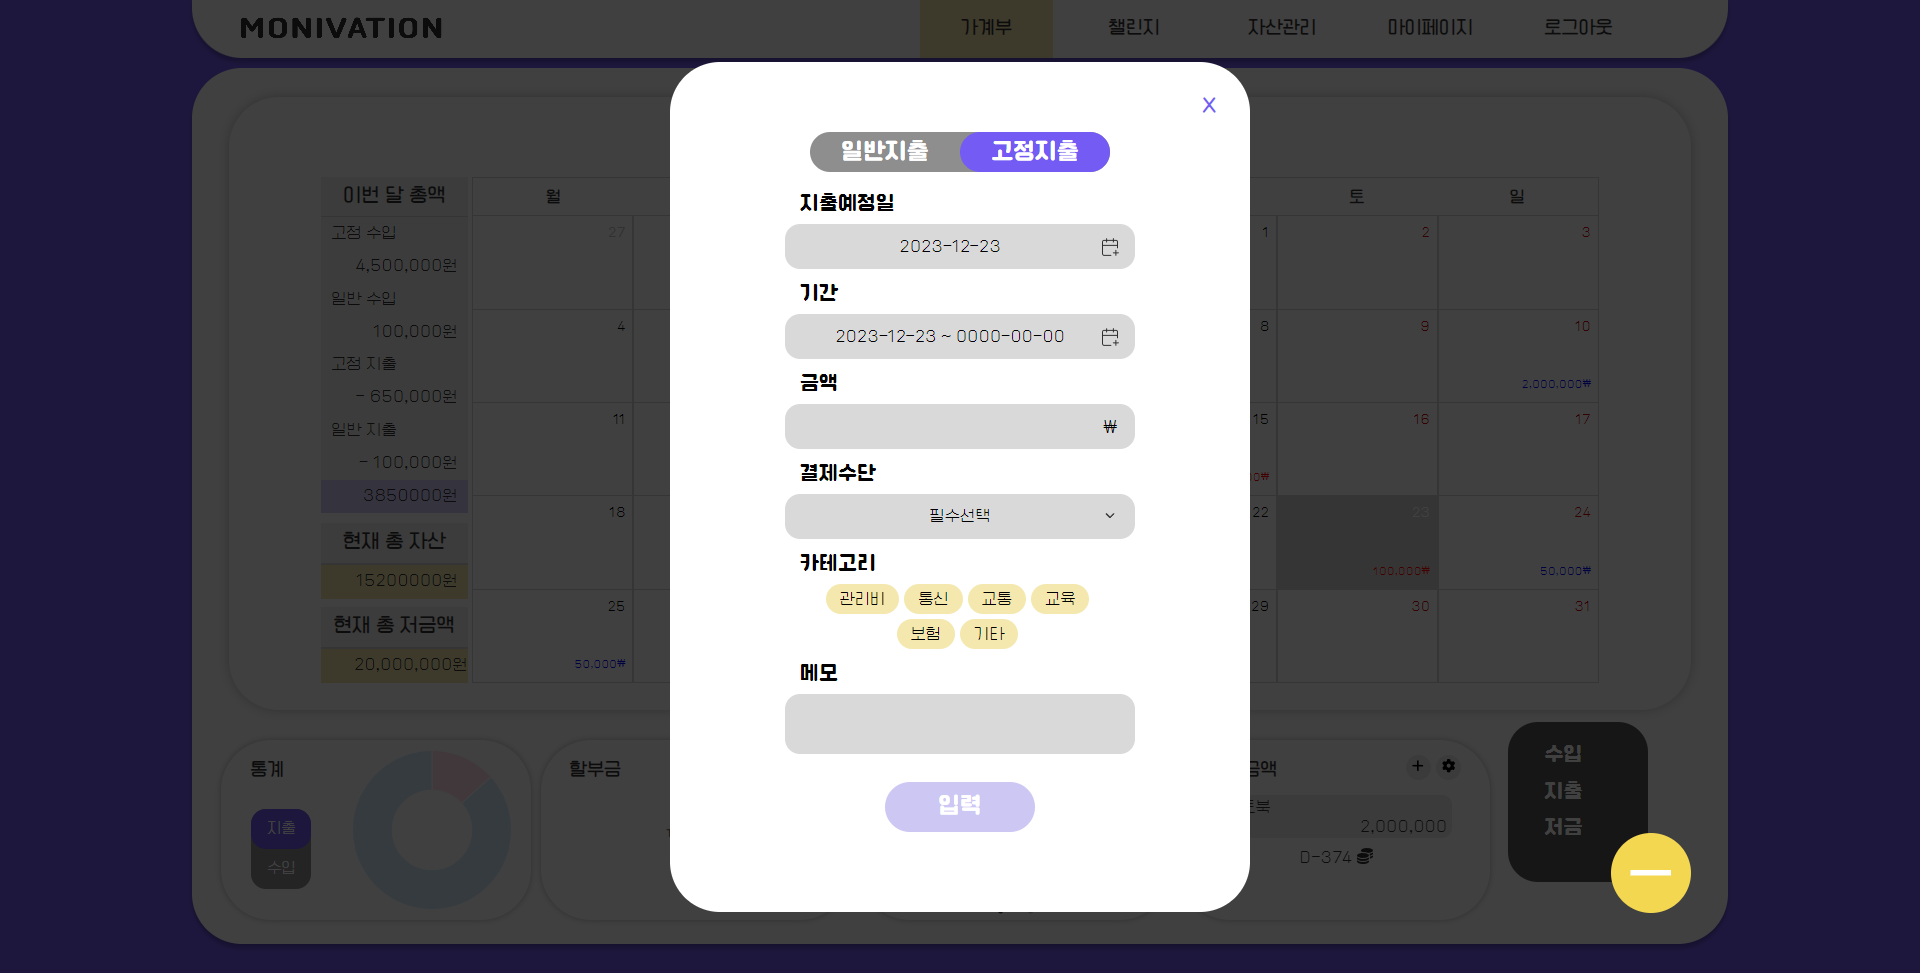 MONIVATION
가계부 챌린지 자산관리 마이페이지 로그아웃
X
일반지출 고정지출
지출예정일
2023-12-23
기간
2023-12-23 ~ 0000-00-00
금액
₩
결제수단
필수선택
카테고리
관리비 통신 교통 교육
보험 기타
메모
입력
이번 달 총액
고정 수입
4,500,000원
일반 수입
100,000원
고정 지출
- 650,000원
일반 지출
- 100,000원
3850000원
현재 총 자산
15200000원
현재 총 저금액
20,000,000원
월 토 일
27 1 2 3
4 8 9 10
2,000,000₩
11 15 16 17
0₩
18 22 23 24
100,000₩ 50,000₩
25 29 30 31
50,000₩
통계
지출
수입
할부금
금액
+
북
2,000,000
D-374
수입
지출
저금